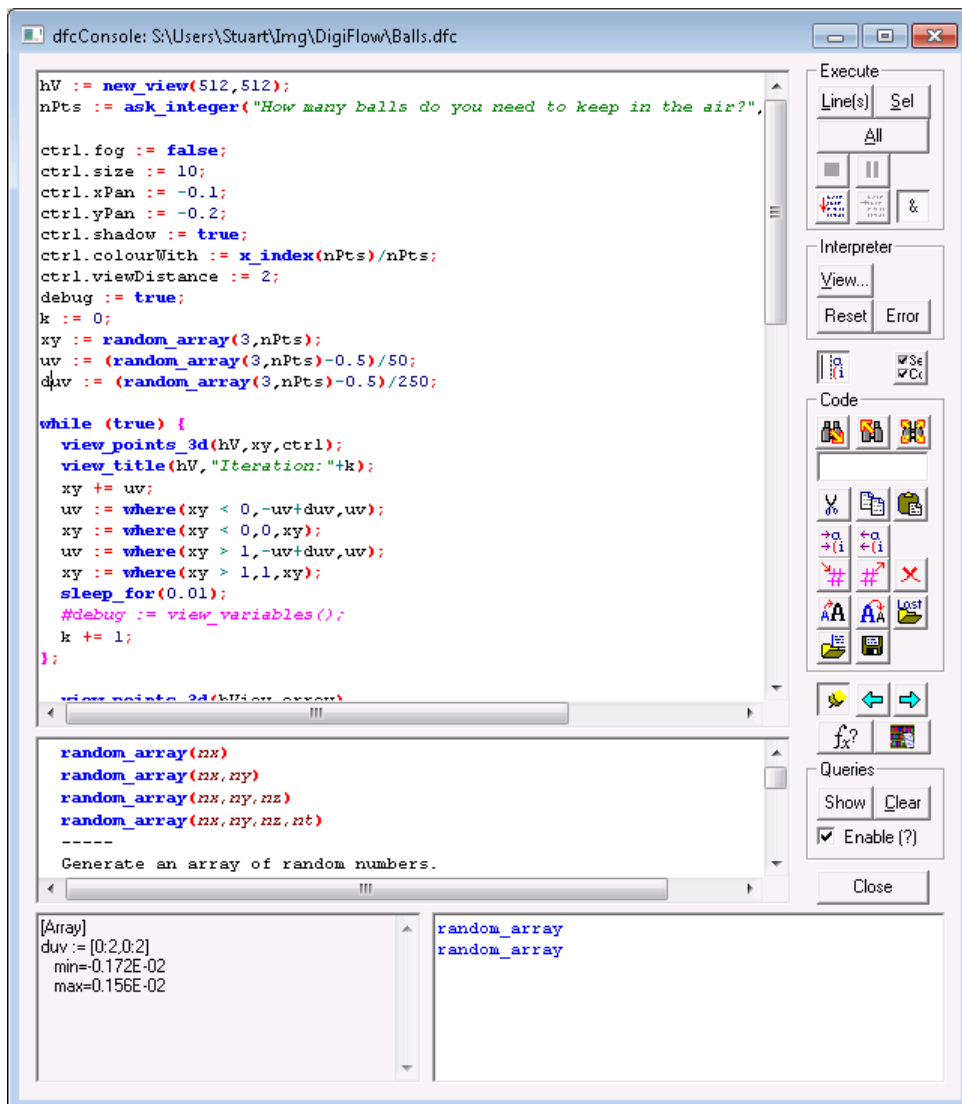 dfcConsole: S:\Users\Stuart\Img\DigiFlow\Balls.dfc
hV := new_view(512,512);
nPts := ask_integer("How many balls do you need to keep in the air?",
ctrl.fog := false;
ctrl.size := 10;
ctrl.xPan := -0.1;
ctrl.yPan := -0.2;
ctrl.shadow := true;
ctrl.colourWith := x_index(nPts)/nPts;
ctrl.viewDistance := 2;
debug := true;
k := 0;
xy := random_array(3,nPts);
uv := (random_array(3,nPts)-0.5)/50;
duv := (random_array(3,nPts)-0.5)/250;
while (true) {
  view_points_3d(hV,xy,ctrl);
  view_title(hV,"Iteration:"+k);
  xy += uv;
  uv := where(xy < 0,-uv+duv,uv);
  xy := where(xy < 0,0,xy);
  uv := where(xy > 1,-uv+duv,uv);
  xy := where(xy > 1,1,xy);
  sleep_for(0.01);
  #debug := view_variables();
  k += 1;
};
  view_points_3d(hView,array)
random_array(nx)
random_array(nx,ny)
random_array(nx,ny,nz)
random_array(nx,ny,nz,nt)
-----
Generate an array of random numbers.
[Array]
duv := [0:2,0:2]
min=-0.172E-02
max=0.156E-02
random_array
random_array
Execute
Line(s) Sel
All
&
Interpreter
View...
Reset Error
Code
Last
fx?
Queries
Show Clear
Enable (?)
Close